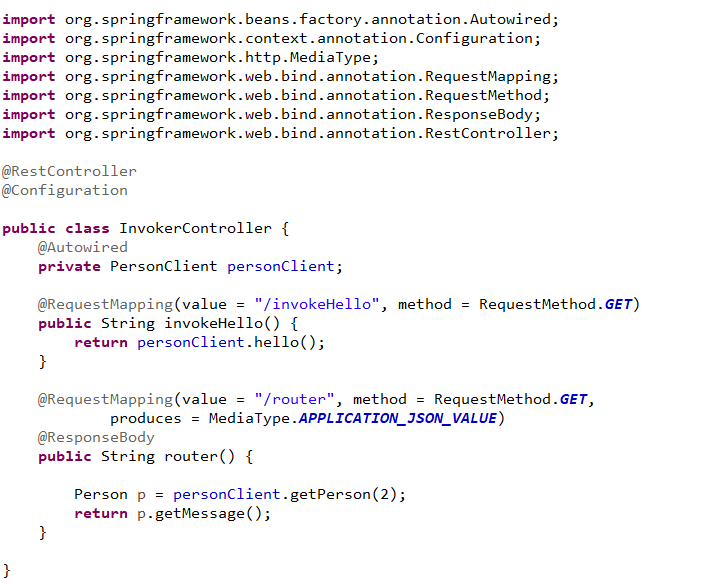 import org.springframework.beans.factory.annotation.Autowired;
import org.springframework.context.annotation.Configuration;
import org.springframework.http.MediaType;
import org.springframework.web.bind.annotation.RequestMapping;
import org.springframework.web.bind.annotation.RequestMethod;
import org.springframework.web.bind.annotation.ResponseBody;
import org.springframework.web.bind.annotation.RestController;

@RestController
@Configuration

public class InvokerController {
    @Autowired
    private PersonClient personClient;

    @RequestMapping(value = "/invokeHello", method = RequestMethod.GET)
    public String invokeHello() {
        return personClient.hello();
    }

    @RequestMapping(value = "/router", method = RequestMethod.GET,
            produces = MediaType.APPLICATION_JSON_VALUE)
    @ResponseBody
    public String router() {

        Person p = personClient.getPerson(2);
        return p.getMessage();
    }

}